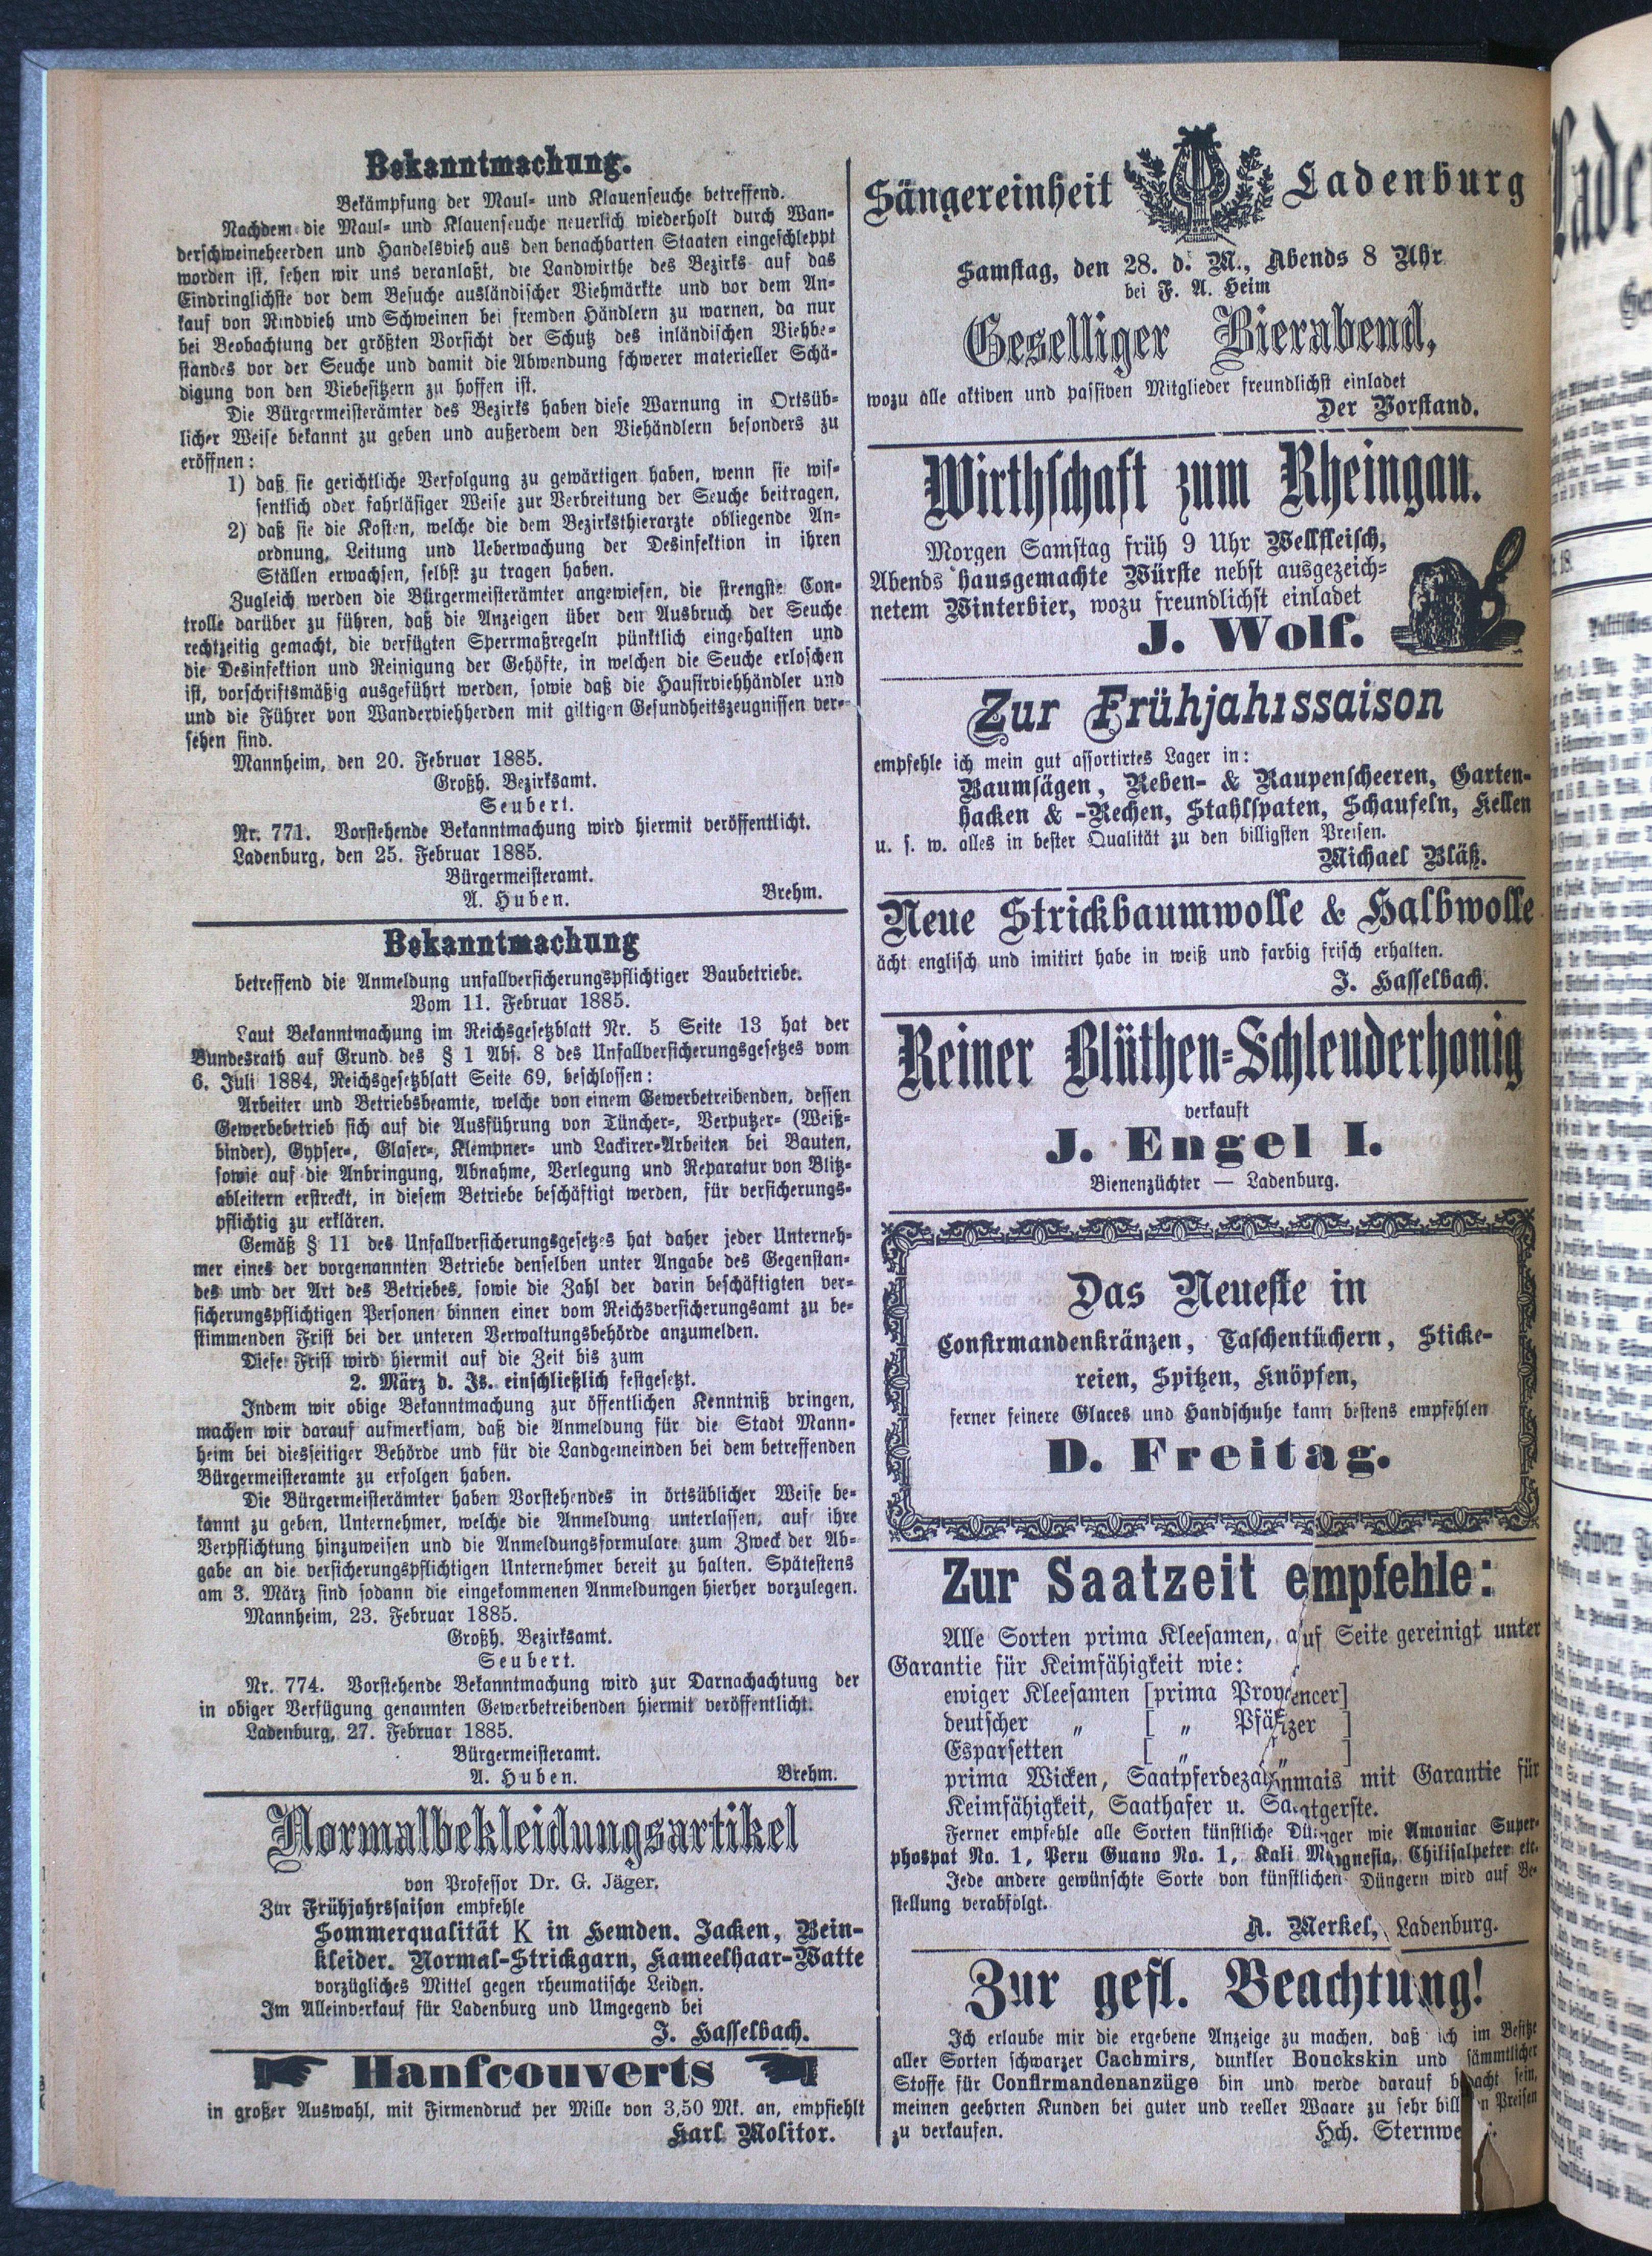 Bekanntmachung.
Bekämpfung der Maul- und Klauenseuche betreffend.
Nachdem die Maul- und Klauenseuche neuerlich wiederholt durch Wan-
derschweineheerden und Handelsvieh aus den benachbarten Staaten eingeschleppt
worden ist, sehen wir uns veranlaßt, die Landwirthe des Bezirks auf das
Eindringlichste vor dem Besuche ausländischer Viehmärkte und vor dem An-
kauf von Rindvieh und Schweinen bei fremden Händlern zu warnen, da nur
bei Beobachtung der größten Vorsicht der Schutz des inländischen Viehbe-
standes vor der Seuche und damit die Abwendung schwerer materieller Schä-
digung von den Viebesitzern zu hoffen ist.
Die Bürgermeisterämter des Bezirks haben diese Warnung in Ortsüb-
licher Weise bekannt zu geben und außerdem den Viehändlern besonders zu
eröffnen:
1) daß sie gerichtliche Verfolgung zu gewärtigen haben, wenn sie wis-
sentlich oder fahrläsiger Weise zur Verbreitung der Seuche beitragen,
2) daß sie die Kosten, welche die dem Bezirksthierarzte obliegende An-
ordnung, Leitung und Ueberwachung der Desinfektion in ihren
Ställen erwachsen, selbst zu tragen haben.
Zugleich werden die Bürgermeisterämter angewiesen, die strengste Con-
trolle darüber zu führen, daß die Anzeigen über den Ausbruch der Seuche
rechtzeitig gemacht, die verfügten Sperrmaßregeln pünktlich eingehalten und
die Desinfektion und Reinigung der Gehöfte, in welchen die Seuche erloschen
ist, vorschriftsmäßig ausgeführt werden, sowie daß die Hausirviehhändler und
und die Führer von Wanderviehherden mit giltigen Gesundheitszeugnissen ver-
sehen sind.
Mannheim, den 20. Februar 1885.
Großh. Bezirksamt.
Seubert.
Nr. 771. Vorstehende Bekanntmachung wird hiermit veröffentlicht.
Ladenburg, den 25. Februar 1885.
Bürgermeisteramt.
A. Huben. Brehm.
Bekanntmachung
betreffend die Anmeldung unfallversicherungspflichtiger Baubetriebe.
Vom 11. Februar 1885.
Laut Bekanntmachung im Reichsgesetzblatt Nr. 5 Seite 13 hat der
Bundesrath auf Grund des § 1 Abs. 8 des Unfallversicherungsgesetzes vom
6. Juli 1884, Reichsgesetzblatt Seite 69, beschlossen:
Arbeiter und Betriebsbeamte, welche von einem Gewerbetreibenden, dessen
Gewerbebetrieb sich auf die Ausführung von Tüncher-, Verputzer- (Weiß-
binder), Gypser-, Glaser-, Klempner- und Lackirer-Arbeiten bei Bauten,
sowie auf die Anbringung, Abnahme, Verlegung und Reparatur von Blitz-
ableitern erstreckt, in diesem Betriebe beschäftigt werden, für versicherungs-
pflichtig zu erklären.
Gemäß § 11 des Unfallversicherungsgesetzes hat daher jeder Unterneh-
mer eines der vorgenannten Betriebe denselben unter Angabe des Gegenstan-
des und der Art des Betriebes, sowie die Zahl der darin beschäftigten ver-
sicherungspflichtigen Personen binnen einer vom Reichsversicherungsamt zu be-
stimmenden Frist bei der unteren Verwaltungsbehörde anzumelden.
Diese Frist wird hiermit auf die Zeit bis zum
2. März d. Js. einschließlich festgesetzt.
Indem wir obige Bekanntmachung zur öffentlichen Kenntniß bringen,
machen wir darauf aufmerksam, daß die Anmeldung für die Stadt Mann-
heim bei diesseitiger Behörde und für die Landgemeinden bei dem betreffenden
Bürgermeisteramte zu erfolgen haben.
Die Bürgermeisterämter haben Vorstehendes in örtsüblicher Weise be-
kannt zu geben, Unternehmer, welche die Anmeldung unterlassen, auf ihre
Verpflichtung hinzuweisen und die Anmeldungsformulare zum Zweck der Ab-
gabe an die versicherungspflichtigen Unternehmer bereit zu halten. Spätestens
am 3. März sind sodann die eingekommenen Anmeldungen hierher vorzulegen.
Mannheim, 23. Februar 1885.
Großh. Bezirksamt.
Seubert.
Nr. 774. Vorstehende Bekanntmachung wird zur Darnachachtung der
in obiger Verfügung genannten Gewerbetreibenden hiermit veröffentlicht.
Ladenburg, 27. Februar 1885.
Bürgermeisteramt.
A. Huben. Brehm.
Normalbekleidungsartikel
von Professor Dr. G. Jäger.
Zur Frühjahrssaison empfehle
Sommerqualität K in Hemden. Jacken, Bein-
kleider. Normal-Strickgarn, Kameelhaar-Watte
vorzügliches Mittel gegen rheumatische Leiden.
Im Alleinverkauf für Ladenburg und Umgegend bei
J. Hasselbach.
Hanfcouverts
in großer Auswahl, mit Firmendruck per Mille von 3,50 Mk. an, empfiehlt
Karl Molitor.
Sängereinheit Ladenburg
Samstag, den 28. d. M., Abends 8 Uhr
bei F. A. Heim
Geselliger Bierabend,
wozu alle aktiven und passiven Mitglieder freundlichst einladet
Der Vorstand.
Wirthschaft zum Rheingau.
Morgen Samstag früh 9 Uhr Wellfleisch,
Abends hausgemachte Würste nebst ausgezeich-
netem Winterbier, wozu freundlichst einladet
J. Wolf.
Zur Frühjahrssaison
empfehle ich mein gut assortirtes Lager in:
Baumsägen, Reben- & Raupenscheeren, Garten-
hacken & -Rechen, Stahlspaten, Schaufeln, Kellen
u. s. w. alles in bester Qualität zu den billigsten Preisen.
Michael Bläß.
Neue Strickbaumwolle & Halbwolle
ächt englisch und imitirt habe in weiß und farbig frisch erhalten.
J. Hasselbach.
Reiner Blüthen-Schleuderhonig
verkauft
J. Engel I.
Bienenzüchter — Ladenburg.
Das Neueste in
Confirmandenkränzen, Taschentüchern, Sticke-
reien, Spitzen, Knöpfen,
ferner feinere Glaces und Handschuhe kann bestens empfehlen
D. Freitag.
Zur Saatzeit empfehle:
Alle Sorten prima Kleesamen, auf Seite gereinigt unter
Garantie für Keimfähigkeit wie:
ewiger Kleesamen [prima Provencer]
deutscher „ [ „ Pfälzer ]
Esparsetten [ „ „ ]
prima Wicken, Saatpferdezahnmais mit Garantie für
Keimfähigkeit, Saathafer u. Saatgerste.
Ferner empfehle alle Sorten künstliche Dünger wie Amoniac Super-
phospat No. 1, Peru Guano No. 1, Kali Magnesia, Chilisalpeter etc.
Jede andere gewünschte Sorte von künstlichen Düngern wird auf Be-
stellung verabfolgt.
A. Merkel, Ladenburg.
Zur gefl. Beachtung!
Ich erlaube mir die ergebene Anzeige zu machen, daß ich im Besitze
aller Sorten schwarzer Cachmirs, dunkler Bouckskin und sämmtlicher
Stoffe für Confirmandenanzüge bin und werde darauf bedacht sein,
meinen geehrten Kunden bei guter und reeller Waare zu sehr bill n Preisen
zu verkaufen. Hch. Sternwe